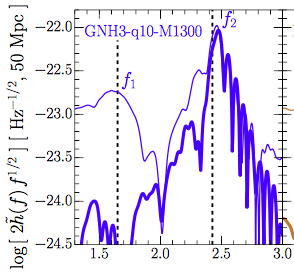 log [ 2h̃(f) f^{1/2} ] [ Hz^{−1/2}, 50 Mpc ]
−22.0
−22.5
−23.0
−23.5
−24.0
−24.5
GNH3-q10-M1300
f₂
f₁
1.5 2.0 2.5 3.0